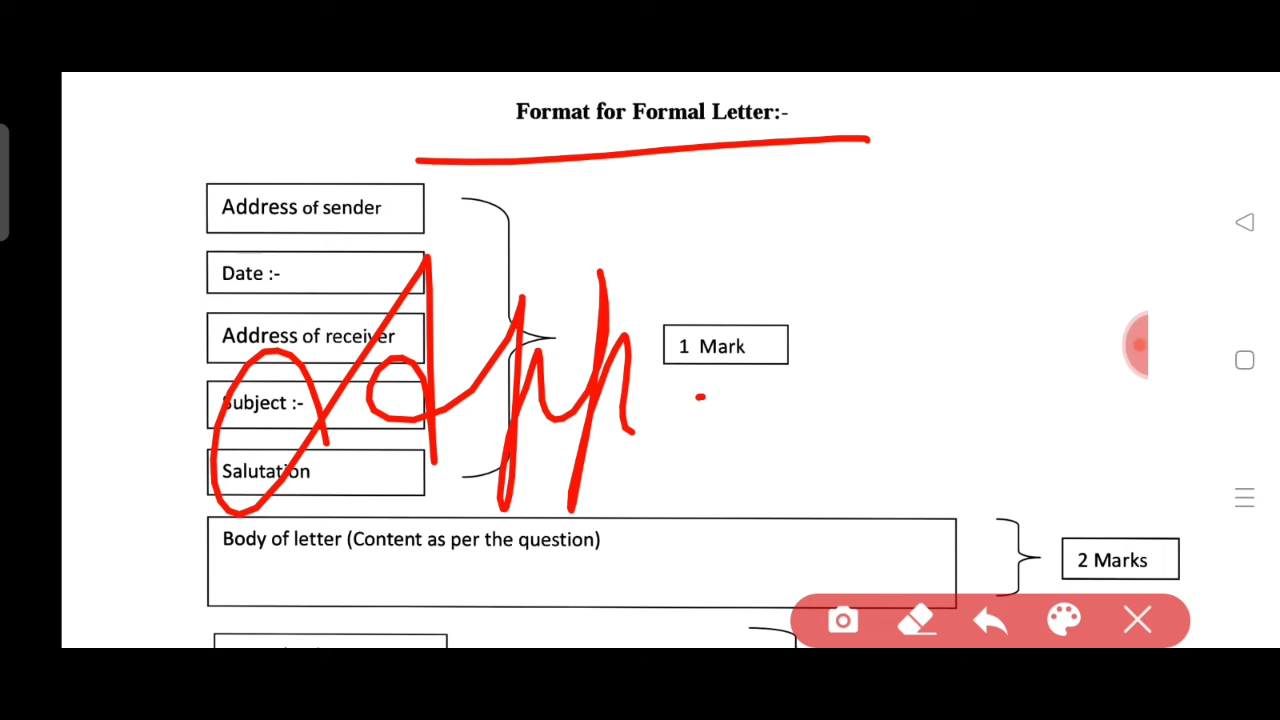 Format for Formal Letter:-
Address of sender
Date :-
Address of receiver
Subject :-
Salutation
1 Mark
Body of letter (Content as per the question)
2 Marks